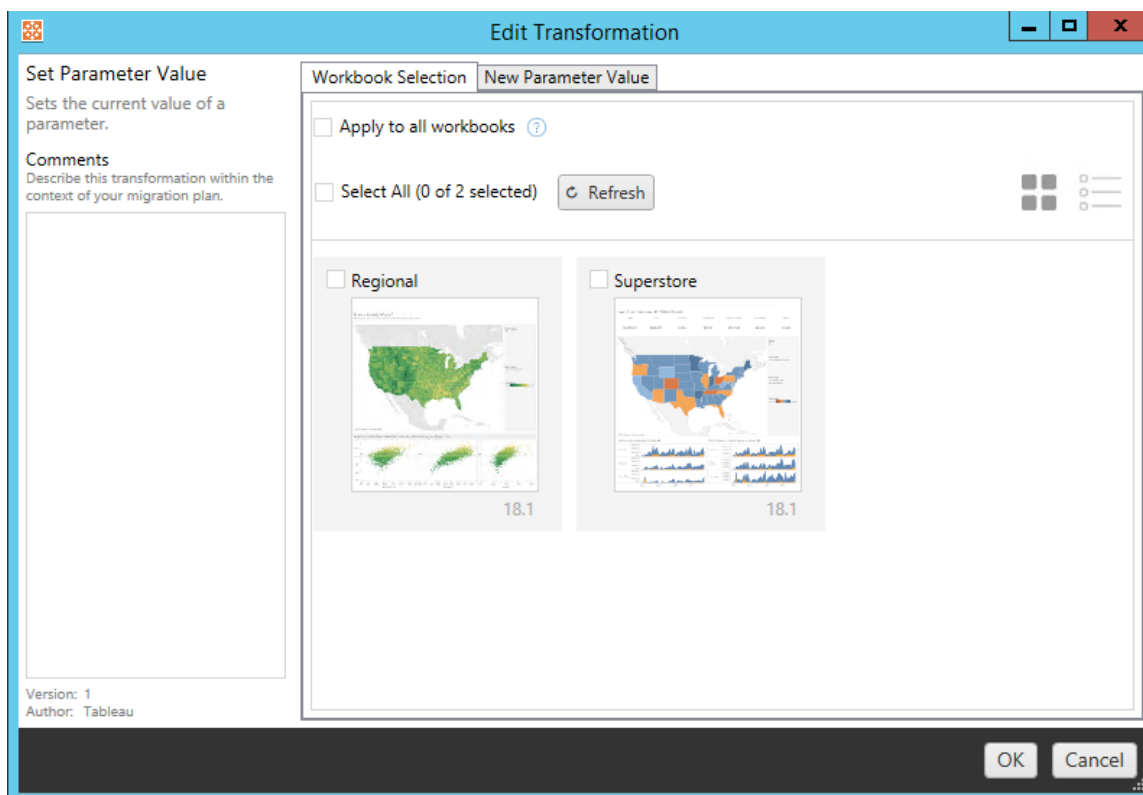 Edit Transformation
X
Set Parameter Value
Sets the current value of a
parameter.
Comments
Describe this transformation within the
context of your migration plan.
Version: 1
Author: Tableau
Workbook Selection
New Parameter Value
Apply to all workbooks ?
Select All (0 of 2 selected)
Refresh
Regional
18.1
Superstore
18.1
OK
Cancel